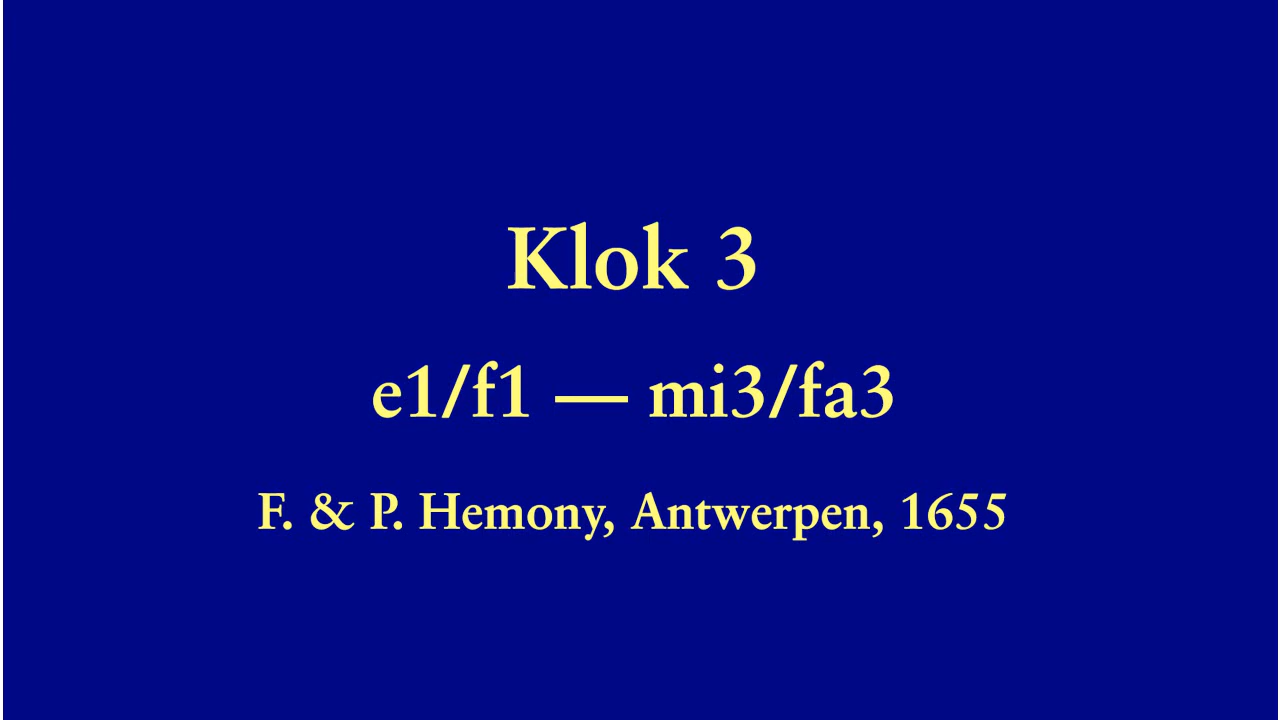 Klok 3
e1/f1 — mi3/fa3
F. & P. Hemony, Antwerpen, 1655